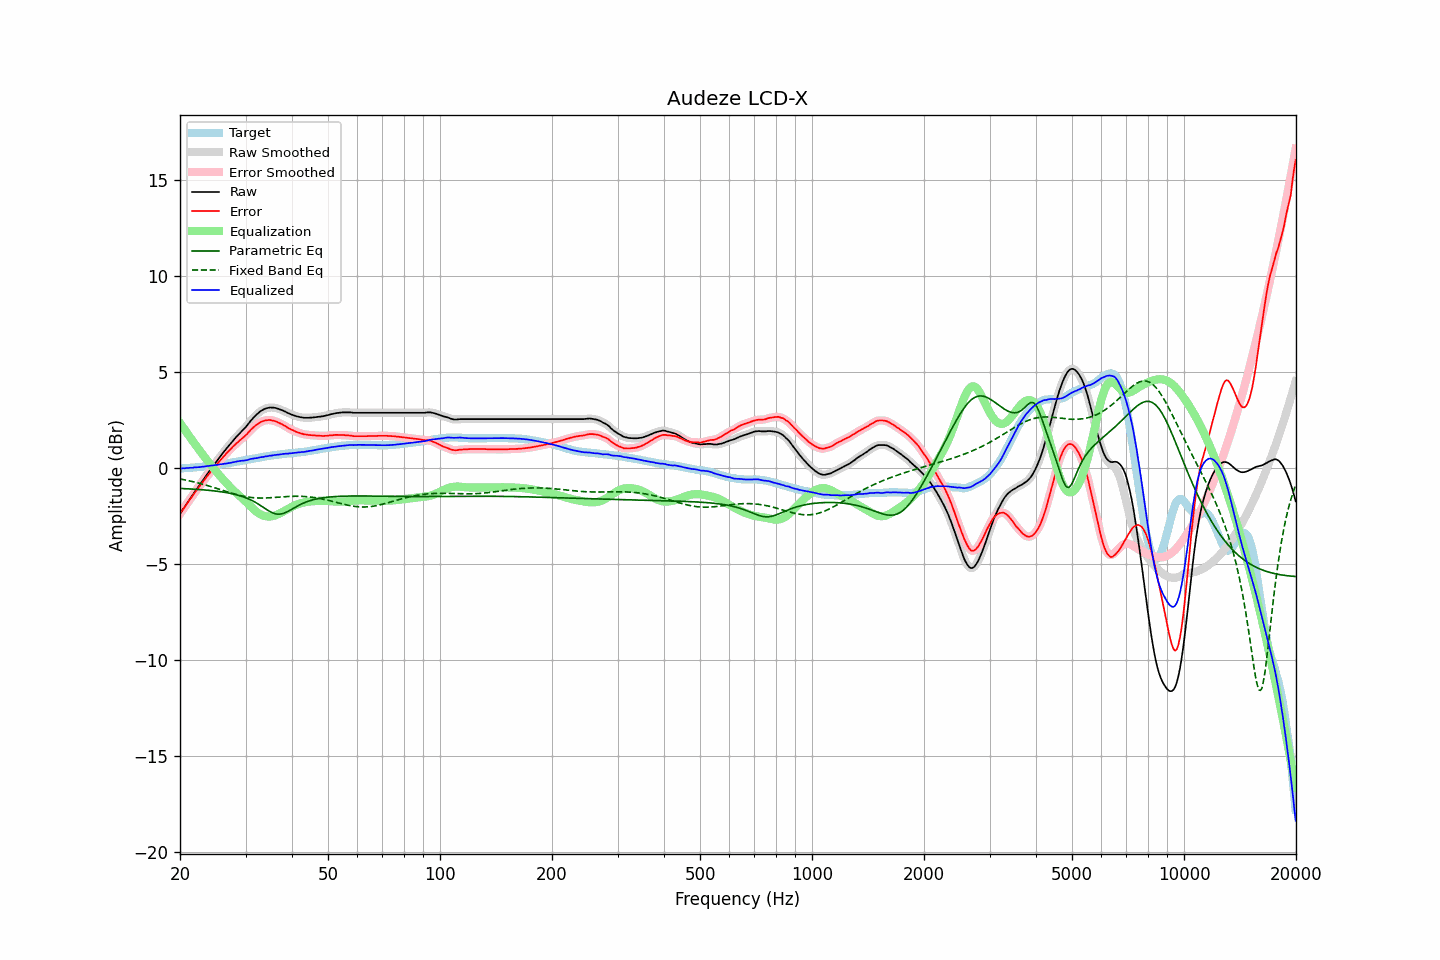 Audeze LCD-X
Target
Raw Smoothed
Error Smoothed
Raw
Error
Equalization
Parametric Eq
Fixed Band Eq
Equalized
Amplitude (dBr)
15
10
5
0
−5
−10
−15
−20
20 50 100 200 500 1000 2000 5000 10000 20000
Frequency (Hz)